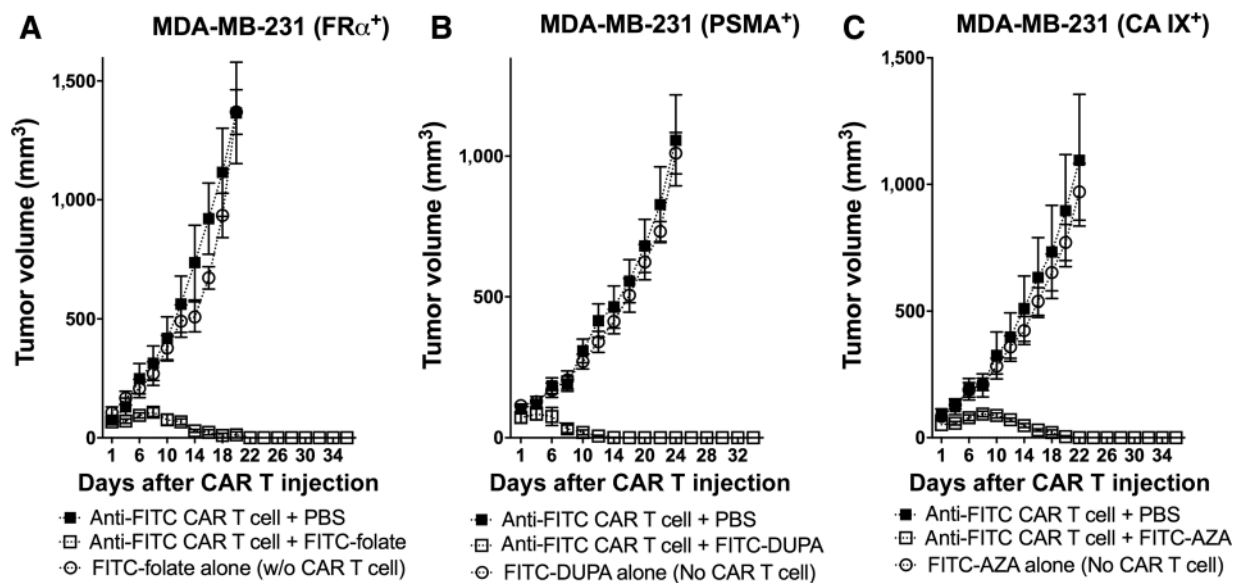 A
MDA-MB-231 (FRα⁺)
Tumor volume (mm³)
1,500
1,000
500
0
1 6 10 14 18 22 26 30 34
Days after CAR T injection
Anti-FITC CAR T cell + PBS
Anti-FITC CAR T cell + FITC-folate
FITC-folate alone (w/o CAR T cell)
B
MDA-MB-231 (PSMA⁺)
Tumor volume (mm³)
1,000
500
0
1 6 10 14 20 24 28 32
Days after CAR T injection
Anti-FITC CAR T cell + PBS
Anti-FITC CAR T cell + FITC-DUPA
FITC-DUPA alone (No CAR T cell)
C
MDA-MB-231 (CA IX⁺)
Tumor volume (mm³)
1,500
1,000
500
0
1 6 10 14 18 22 26 30 34
Days after CAR T injection
Anti-FITC CAR T cell + PBS
Anti-FITC CAR T cell + FITC-AZA
FITC-AZA alone (No CAR T cell)